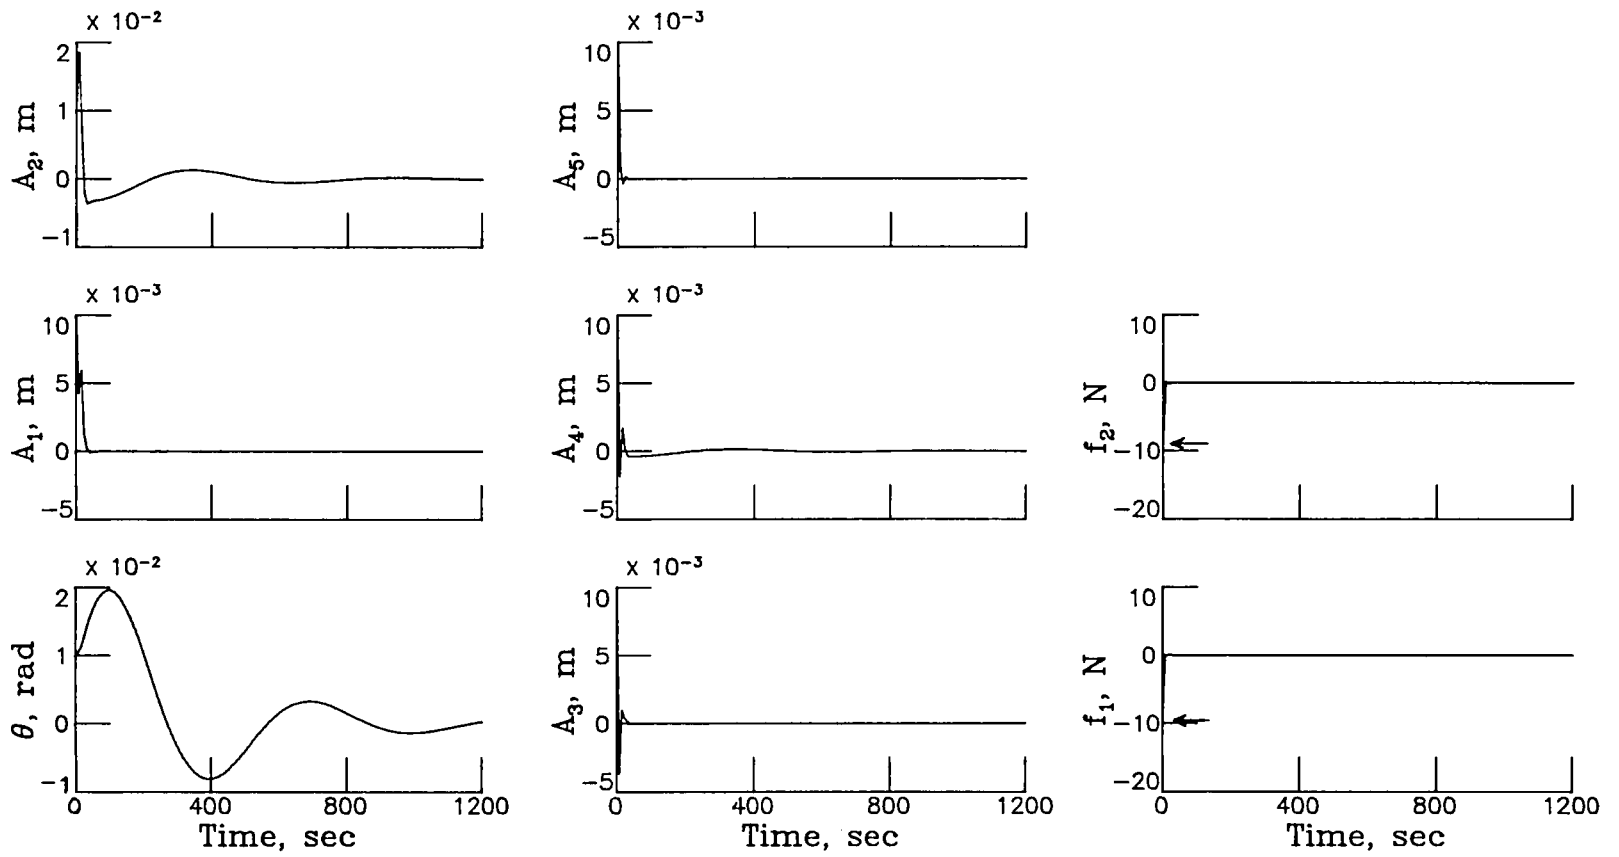 x 10⁻²
2
1
0
−1
A₂, m
x 10⁻³
10
5
0
−5
A₅, m
x 10⁻³
10
5
0
−5
A₁, m
x 10⁻³
10
5
0
−5
A₄, m
10
0
−10
−20
f₂, N
x 10⁻²
2
1
0
−1
θ, rad
0 400 800 1200
Time, sec
x 10⁻³
10
5
0
−5
A₃, m
0 400 800 1200
Time, sec
10
0
−10
−20
f₁, N
0 400 800 1200
Time, sec